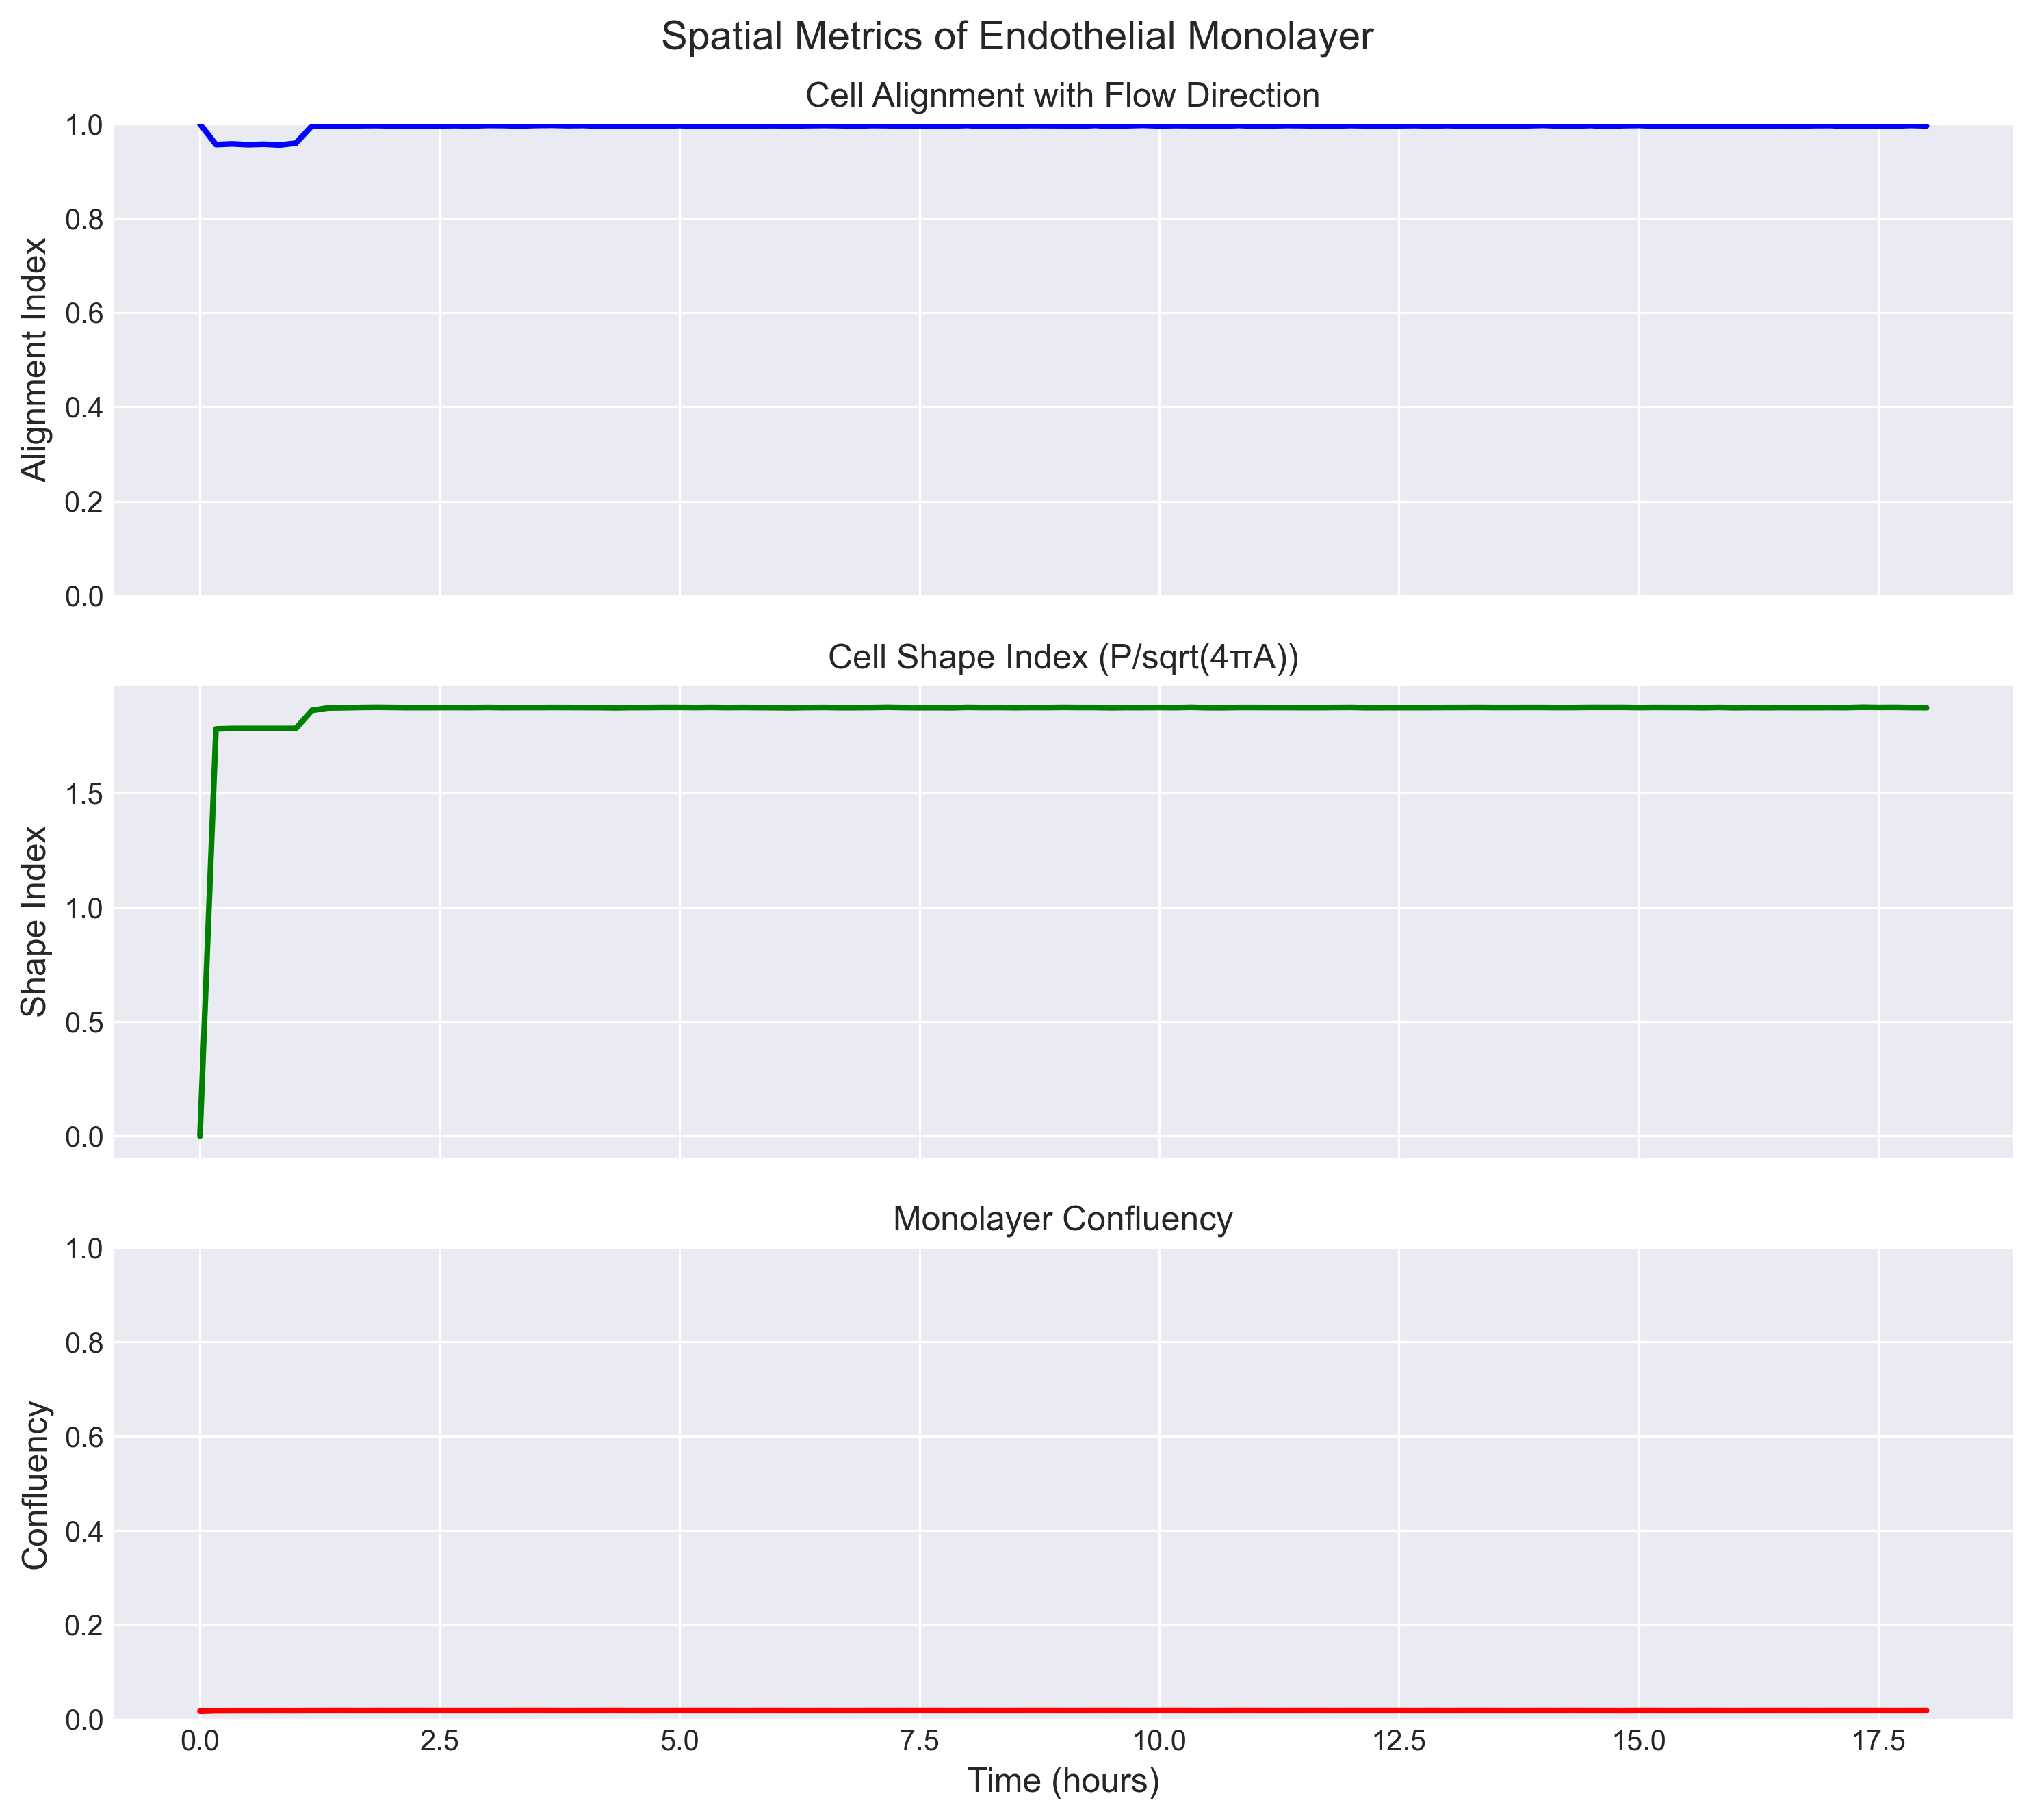 Spatial Metrics of Endothelial Monolayer
Cell Alignment with Flow Direction
1.0
0.8
0.6
0.4
0.2
0.0
Alignment Index
Cell Shape Index (P/sqrt(4πA))
1.5
1.0
0.5
0.0
Shape Index
Monolayer Confluency
1.0
0.8
0.6
0.4
0.2
0.0
Confluency
0.0 2.5 5.0 7.5 10.0 12.5 15.0 17.5
Time (hours)